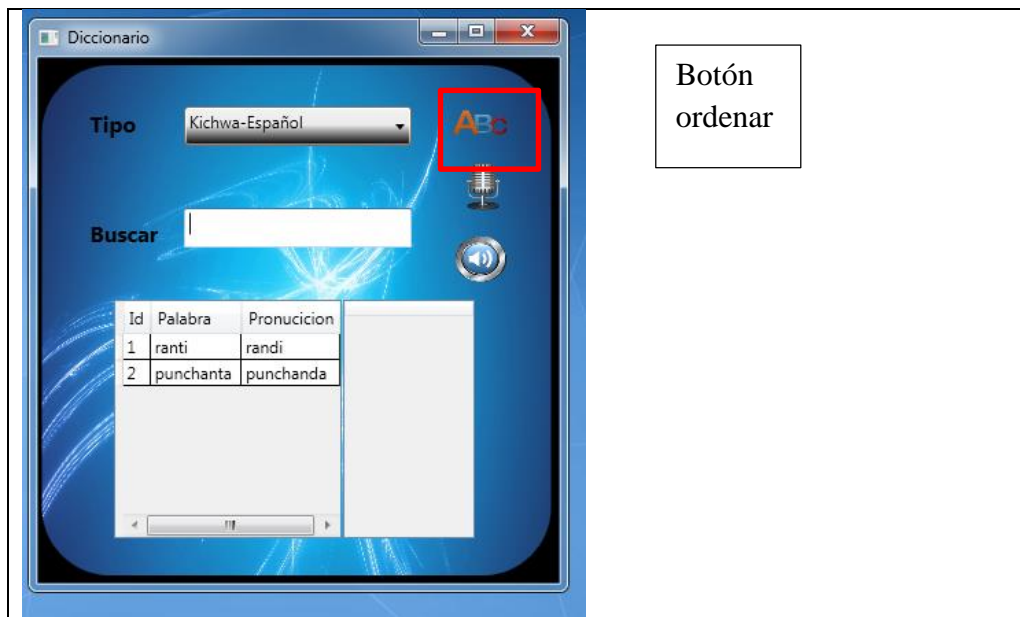 Diccionario
Tipo Kichwa-Español ABC
Buscar
Id Palabra Pronucicion
1 ranti randi
2 punchanta punchanda
Botón
ordenar